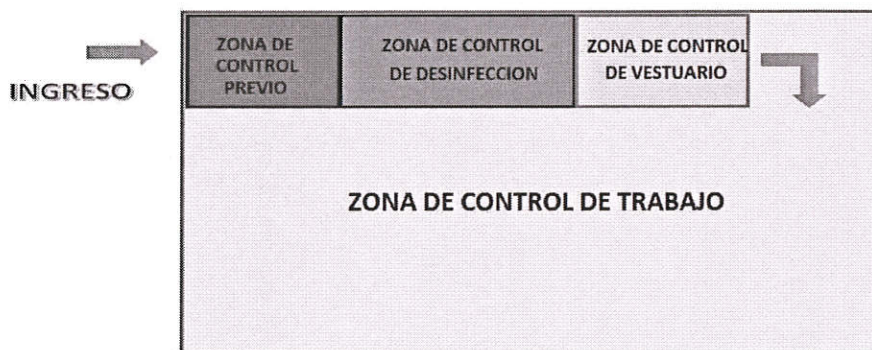 INGRESO
ZONA DE
CONTROL
PREVIO
ZONA DE CONTROL
DE DESINFECCION
ZONA DE CONTROL
DE VESTUARIO
ZONA DE CONTROL DE TRABAJO